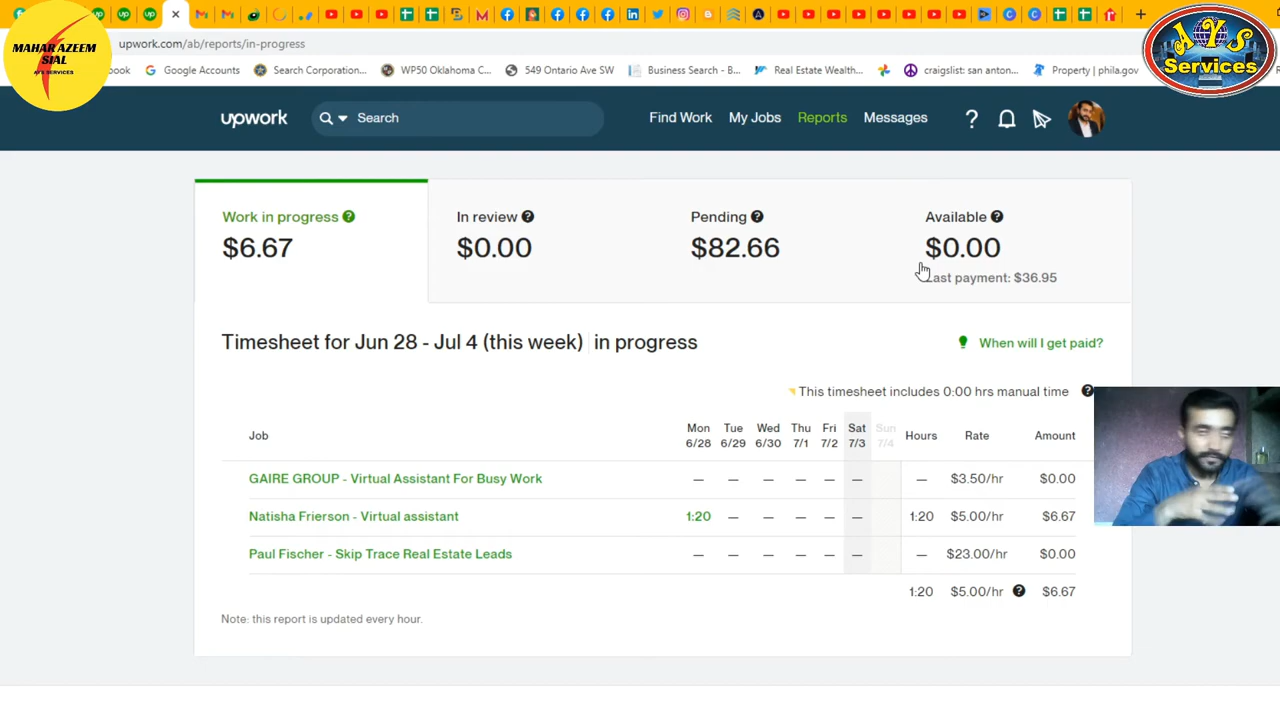 MAHAR AZEEM
SIAL
AYS SERVICES
AYS
Services
upwork.com/ab/reports/in-progress
ook
Google Accounts
Search Corporation...
WP50 Oklahoma C...
549 Ontario Ave SW
Business Search - B...
Real Estate Wealth...
craigslist: san anton...
Property | phila.gov
upwork
Search
Find Work
My Jobs
Reports
Messages
?
Work in progress ?
$6.67
In review ?
$0.00
Pending ?
$82.66
Available ?
$0.00
Last payment: $36.95
Timesheet for Jun 28 - Jul 4 (this week) in progress
When will I get paid?
This timesheet includes 0:00 hrs manual time ?
Job Mon 6/28 Tue 6/29 Wed 6/30 Thu 7/1 Fri 7/2 Sat 7/3 Sun 7/4 Hours Rate Amount
GAIRE GROUP - Virtual Assistant For Busy Work — — — — — — — $3.50/hr $0.00
Natisha Frierson - Virtual assistant 1:20 — — — — — 1:20 $5.00/hr $6.67
Paul Fischer - Skip Trace Real Estate Leads — — — — — — — $23.00/hr $0.00
1:20 $5.00/hr ? $6.67
Note: this report is updated every hour.